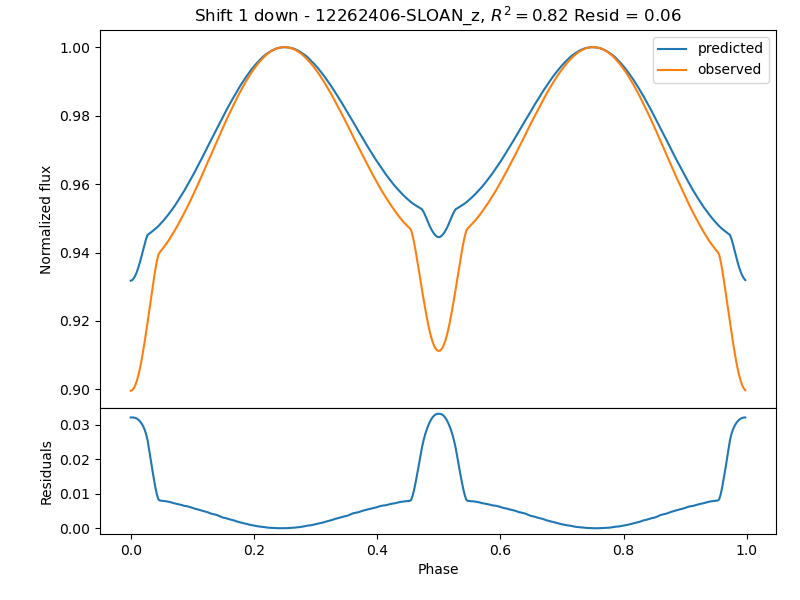 Shift 1 down - 12262406-SLOAN_z, $R^2 = 0.82$ Resid = 0.06
predicted
observed
1.00
0.98
0.96
0.94
0.92
0.90
Normalized flux
0.03
0.02
0.01
0.00
Residuals
0.0 0.2 0.4 0.6 0.8 1.0
Phase